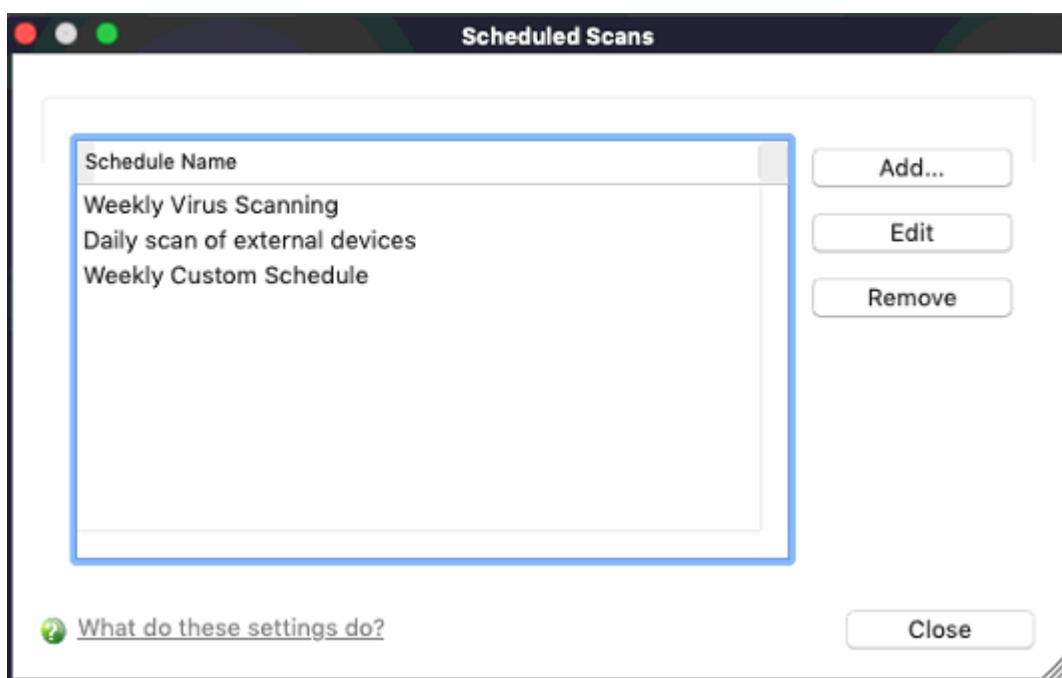 Scheduled Scans
Schedule Name
Weekly Virus Scanning
Daily scan of external devices
Weekly Custom Schedule
Add...
Edit
Remove
What do these settings do?
Close